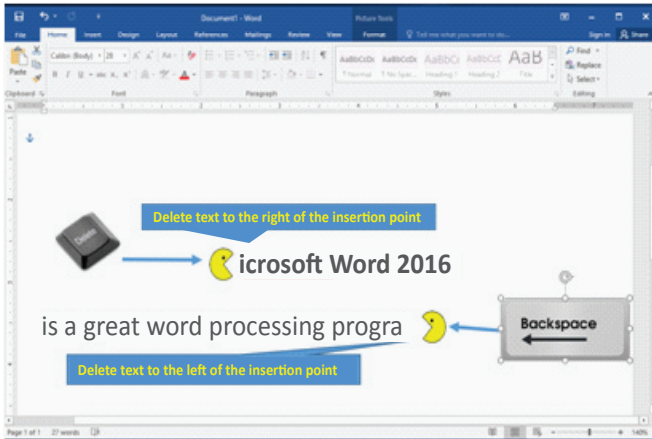 Document1 - Word
Picture Tools
File Home Insert Design Layout References Mailings Review View Format Tell me what you want to do... Sign in Share
Calibri (Body) 28
AaBbCcDc AaBbCcDc AaBbCc AaBbCcC AaB
Find
Replace
Select
Paste
¶ Normal ¶ No Spac... Heading 1 Heading 2 Title
Clipboard Font Paragraph Styles Editing
Delete text to the right of the insertion point
Delete
icrosoft Word 2016
is a great word processing progra
Backspace
Delete text to the left of the insertion point
Page 1 of 1 27 words 140%